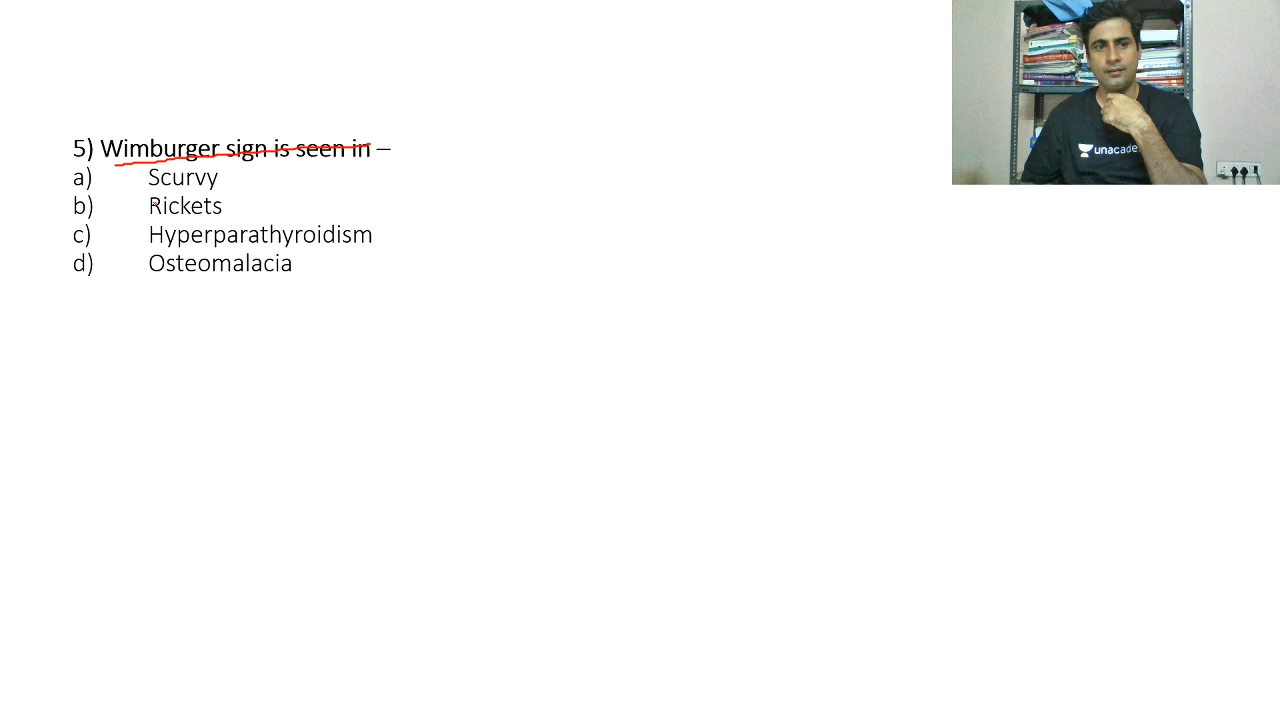 5) Wimburger sign is seen in –
a) Scurvy
b) Rickets
c) Hyperparathyroidism
d) Osteomalacia
unacade